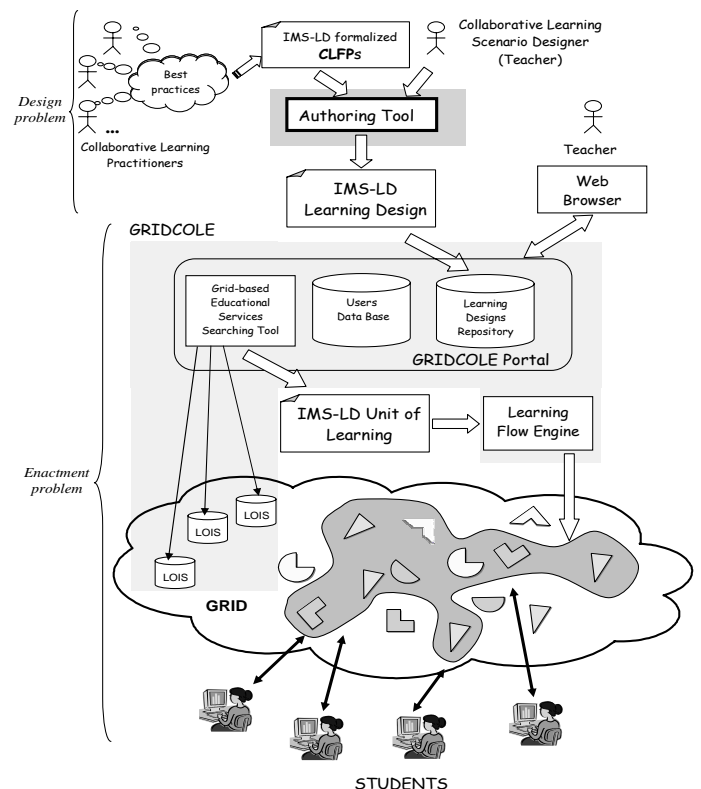 IMS-LD formalized
CLFPs
Collaborative Learning
Scenario Designer
(Teacher)
Best
practices
Design
problem
...
Collaborative Learning
Practitioners
Authoring Tool
Teacher
IMS-LD
Learning Design
Web
Browser
GRIDCOLE
Grid-based
Educational
Services
Searching Tool
Users
Data Base
Learning
Designs
Repository
GRIDCOLE Portal
IMS-LD Unit of
Learning
Learning
Flow Engine
Enactment
problem
LOIS
LOIS
LOIS
GRID
STUDENTS